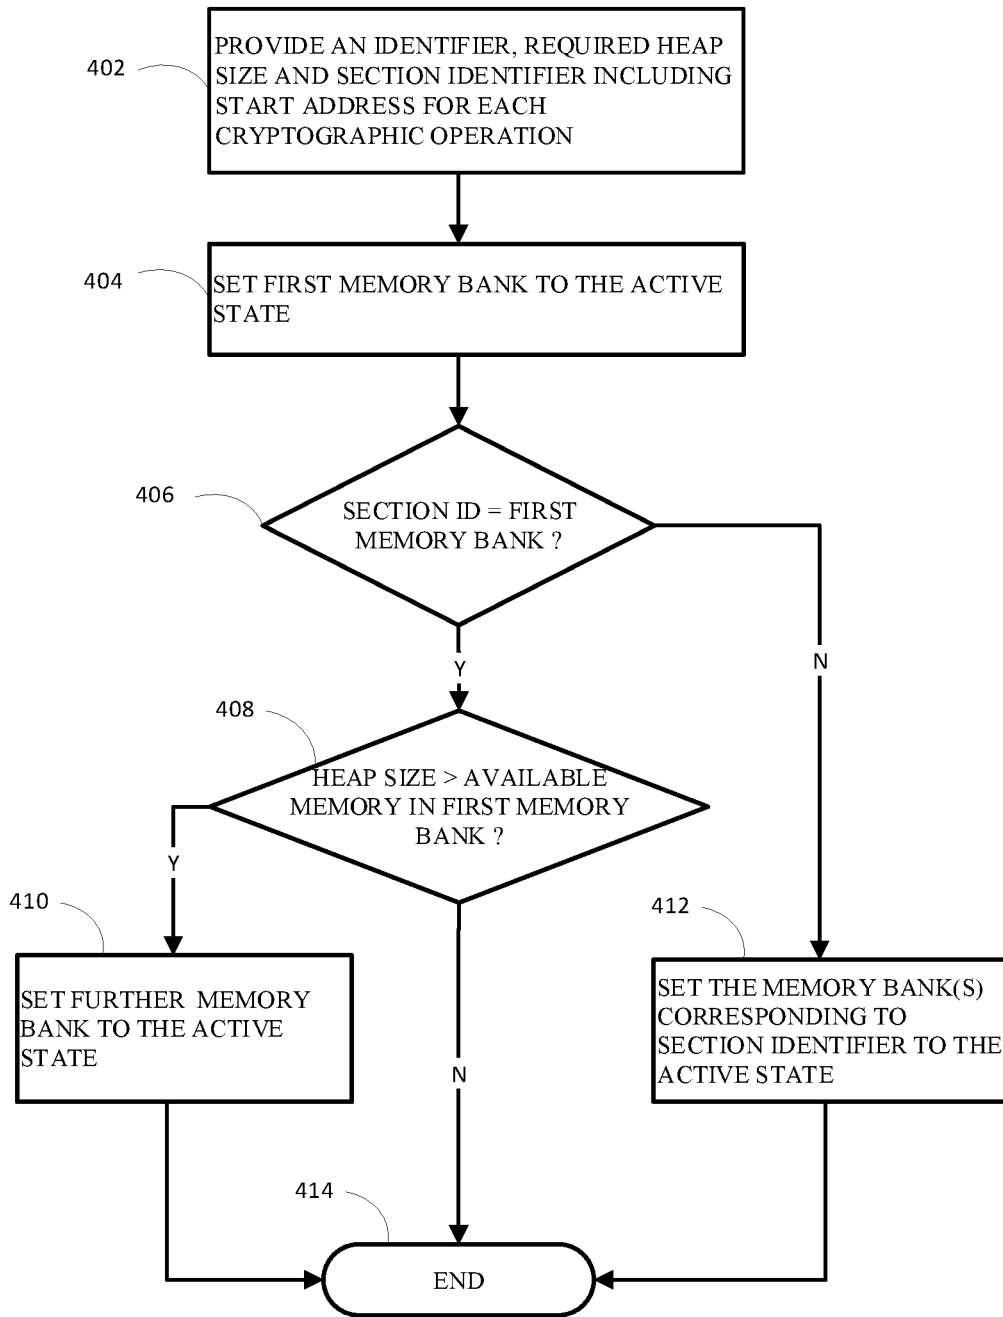 402
PROVIDE AN IDENTIFIER, REQUIRED HEAP
SIZE AND SECTION IDENTIFIER INCLUDING
START ADDRESS FOR EACH
CRYPTOGRAPHIC OPERATION
404
SET FIRST MEMORY BANK TO THE ACTIVE
STATE
406
SECTION ID = FIRST
MEMORY BANK ?
Y
N
408
HEAP SIZE > AVAILABLE
MEMORY IN FIRST MEMORY
BANK ?
Y
N
410
SET FURTHER MEMORY
BANK TO THE ACTIVE
STATE
412
SET THE MEMORY BANK(S)
CORRESPONDING TO
SECTION IDENTIFIER TO THE
ACTIVE STATE
414
END